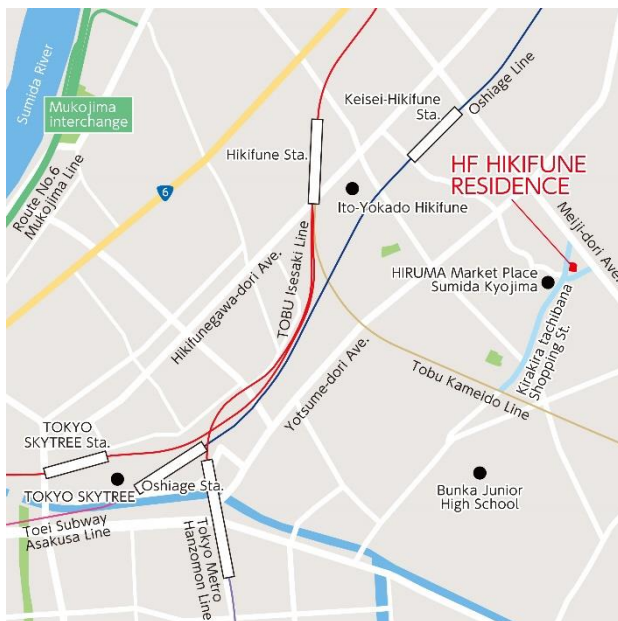 Sumida River
Mukojima
interchange
Route No.6
Mukojima Line
6
Keisei-Hikifune
Sta.
Oshiage Line
Hikifune Sta.
HF HIKIFUNE
RESIDENCE
Ito-Yokado Hikifune
Meiji-dori Ave.
Hikifunegawa-dori Ave.
TOBU Isesaki Line
HIRUMA Market Place
Sumida Kyojima
Kirakira tachibana
Shopping St.
Yotsume-dori Ave.
Tobu Kameido Line
TOKYO
SKYTREE Sta.
TOKYO SKYTREE
Oshiage Sta.
Toei Subway
Asakusa Line
Tokyo Metro
Hanzomon Line
Bunka Junior
High School